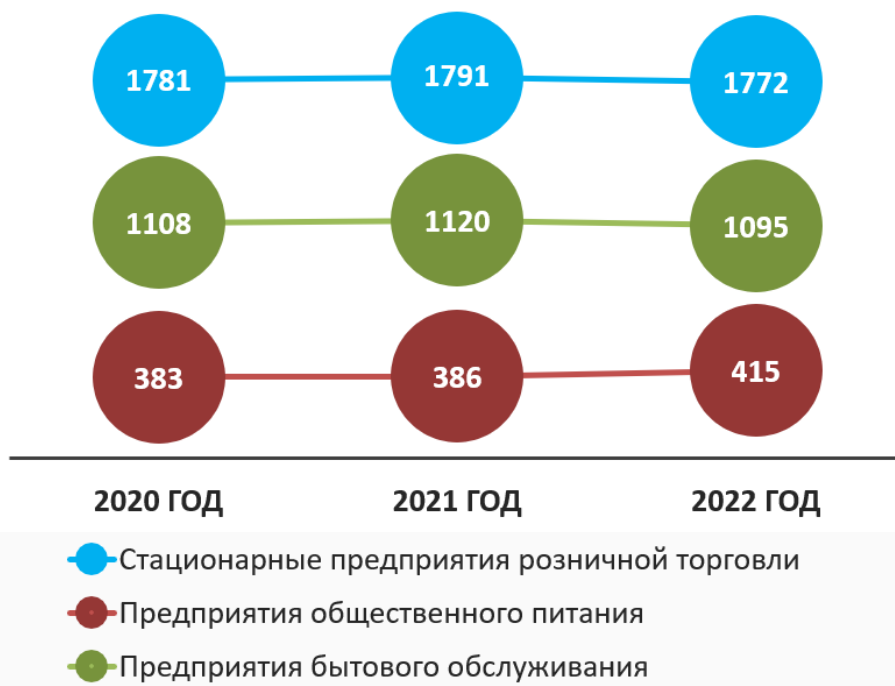 1781 1791 1772
1108 1120 1095
383 386 415
2020 ГОД 2021 ГОД 2022 ГОД
Стационарные предприятия розничной торговли
Предприятия общественного питания
Предприятия бытового обслуживания